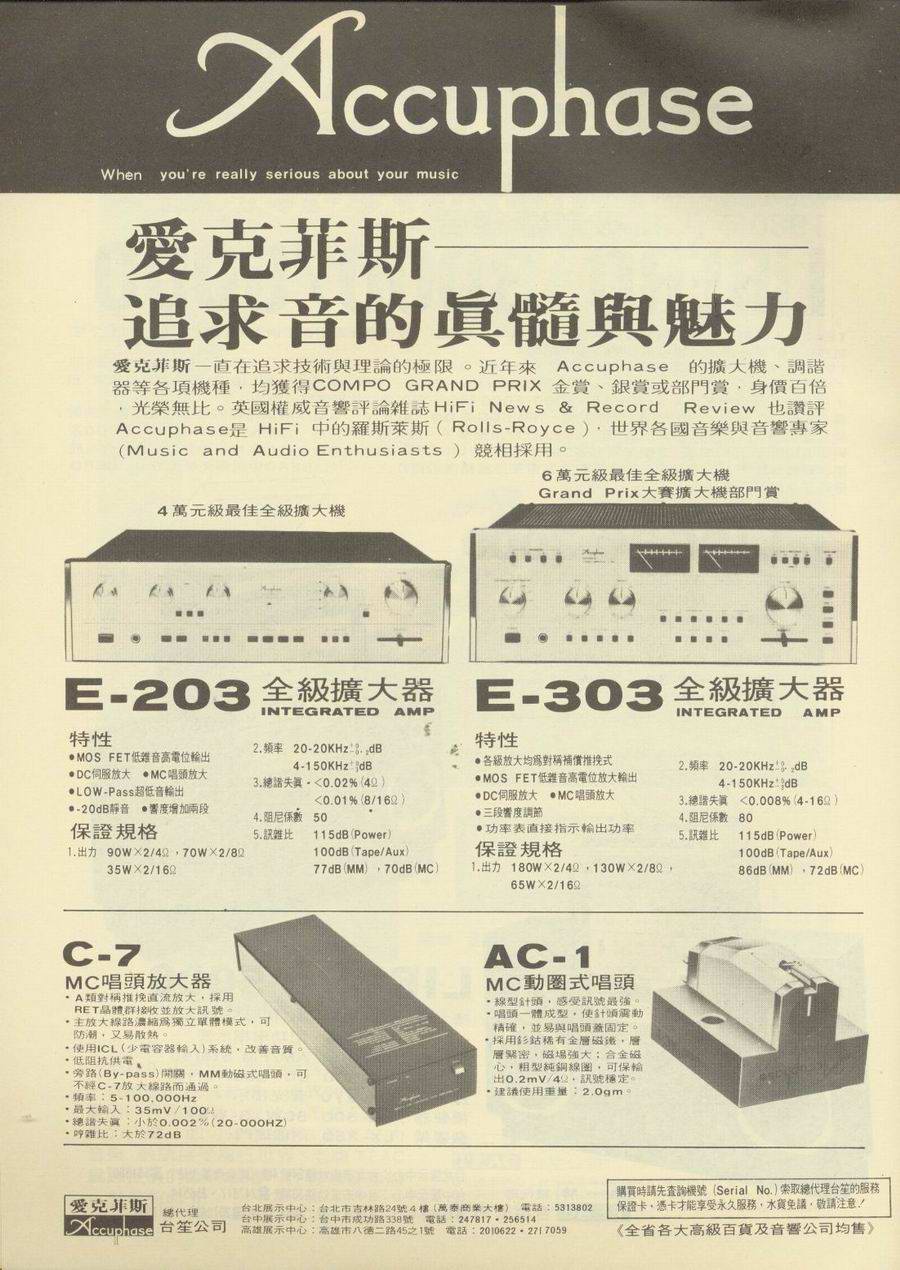 Accuphase
When you're really serious about your music
愛克菲斯
追求音的眞髓與魅力
愛克菲斯一直在追求技術與理論的極限。近年來 Accuphase 的擴大機、調諧
器等各項機種，均獲得COMPO GRAND PRIX 金賞、銀賞或部門賞，身價百倍
，光榮無比。英國權威音響評論雜誌HiFi News & Record Review 也讚評
Accuphase是 HiFi 中的羅斯萊斯 ( Rolls-Royce )，世界各國音樂與音響專家
(Music and Audio Enthusiasts ) 競相採用。
4萬元級最佳全級擴大機
6萬元級最佳全級擴大機
Grand Prix大賽擴大機部門賞
E-203 全級擴大器
INTEGRATED AMP
特性
●MOS FET低雜音高電位輸出
●DC伺服放大 ●MC唱頭放大
●LOW-Pass超低音輸出
●-20dB靜音 ●響度增加兩段
保證規格
1.出力 90W×2/4Ω，70W×2/8Ω
35W×2/16Ω
2.頻率 20-20KHz dB
4-150KHz dB
3.總諧失眞 <0.02%(4Ω)
<0.01%(8/16Ω)
4.阻尼係數 50
5.訊雜比 115dB(Power)
100dB(Tape/Aux)
77dB(MM)，70dB(MC)
E-303 全級擴大器
INTEGRATED AMP
特性
●各級放大均爲對稱補償推挽式
●MOS FET低雜音高電位放大輸出
●DC伺服放大 ●MC唱頭放大
●三段響度調節
●功率表直接指示輸出功率
保證規格
1.出力 180W×2/4Ω，130W×2/8Ω，
65W×2/16Ω
2.頻率 20-20KHz dB
4-150KHz dB
3.總諧失眞 <0.008%(4-16Ω)
4.阻尼係數 80
5.訊雜比 115dB(Power)
100dB(Tape/Aux)
86dB(MM)，72dB(MC)
C-7
MC唱頭放大器
・A類對稱推挽直流放大，採用
RET晶體群接收並放大訊號。
・主放大線路濃縮爲獨立單體模式，可
防潮，又易散熱。
・使用ICL(少電容器輸入)系統，改善音質。
・低阻抗供電。
・旁路(By-pass)開關，MM動磁式唱頭，可
不經C-7放大線路而通過。
・頻率：5-100.000Hz
・最大輸入：35mV/100Ω
・總諧失眞：小於0.002%(20-000HZ)
・哼雜比：大於72dB
AC-1
MC動圈式唱頭
・線型針頭，感受訊號最強。
・唱頭一體成型，使針頭震動
精確，並易與唱頭蓋固定。
・採用釤鈷稀有金層磁鐵，層
層緊密，磁場強大；合金磁
心，粗型純銅線圈，可保輸
出0.2mV/4Ω，訊號穩定。
・建議使用重量：2.0gm。
愛克菲斯
Accuphase
總代理
台笙公司
台北展示中心：台北市吉林路24號4樓(萬泰商業大樓) 電話：5313802
台中展示中心：台中市成功路338號 電話：247817・256514
高雄展示中心：高雄市八德二路45之1號 電話：2010622・2717059
購買時請先査詢機號 (Serial No.) 索取總代理台笙的服務
保證卡，憑卡才能享受永久服務，水貨免議，敬請注意！
《全省各大高級百貨及音響公司均售》